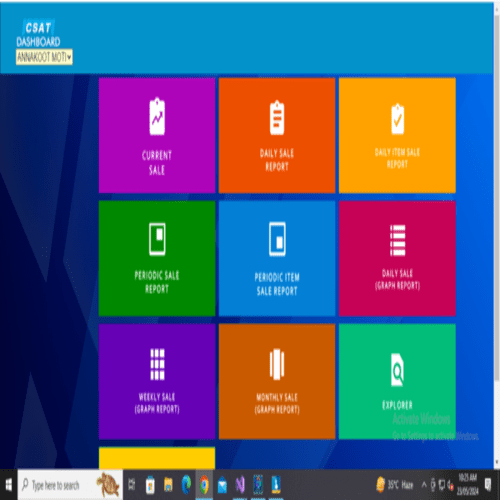 CSAT
DASHBOARD
ANNAKOOT MOTI
CURRENT
SALE
DAILY SALE
REPORT
DAILY ITEM SALE
REPORT
PERIODIC SALE
REPORT
PERIODIC ITEM
SALE REPORT
DAILY SALE
(GRAPH REPORT)
WEEKLY SALE
(GRAPH REPORT)
MONTHLY SALE
(GRAPH REPORT)
EXPLORER
Activate Windows
Go to Settings to activate Windows.
Type here to search
35°C Haze
10:25 AM
23/05/2024